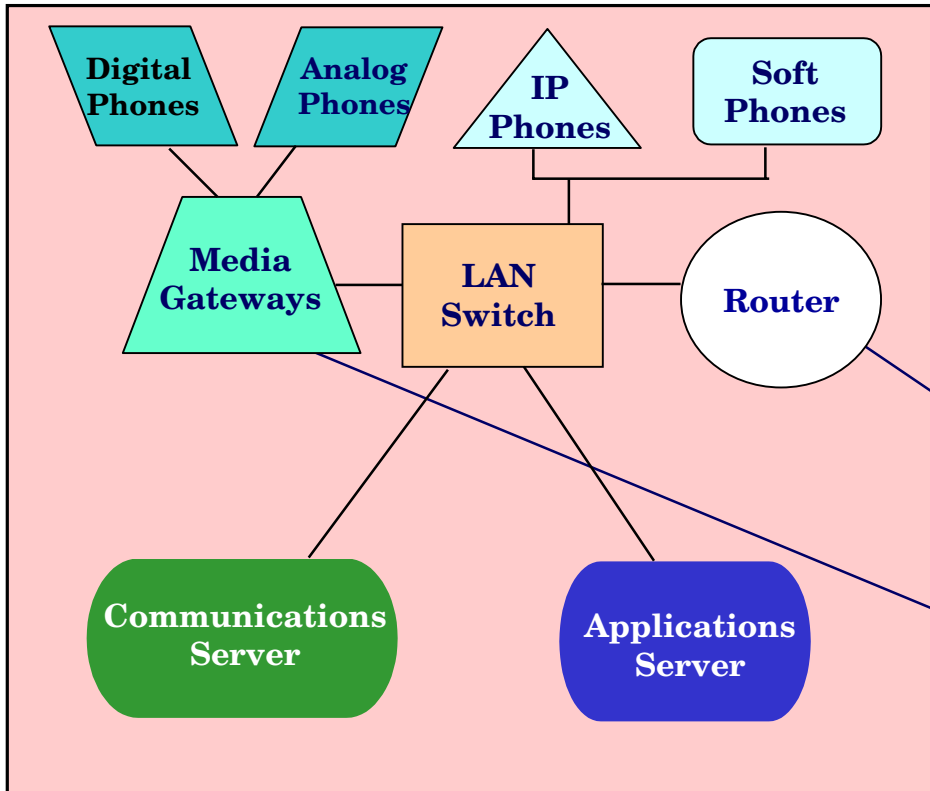 Digital
Phones
Analog
Phones
IP
Phones
Soft
Phones
Media
Gateways
LAN
Switch
Router
Communications
Server
Applications
Server